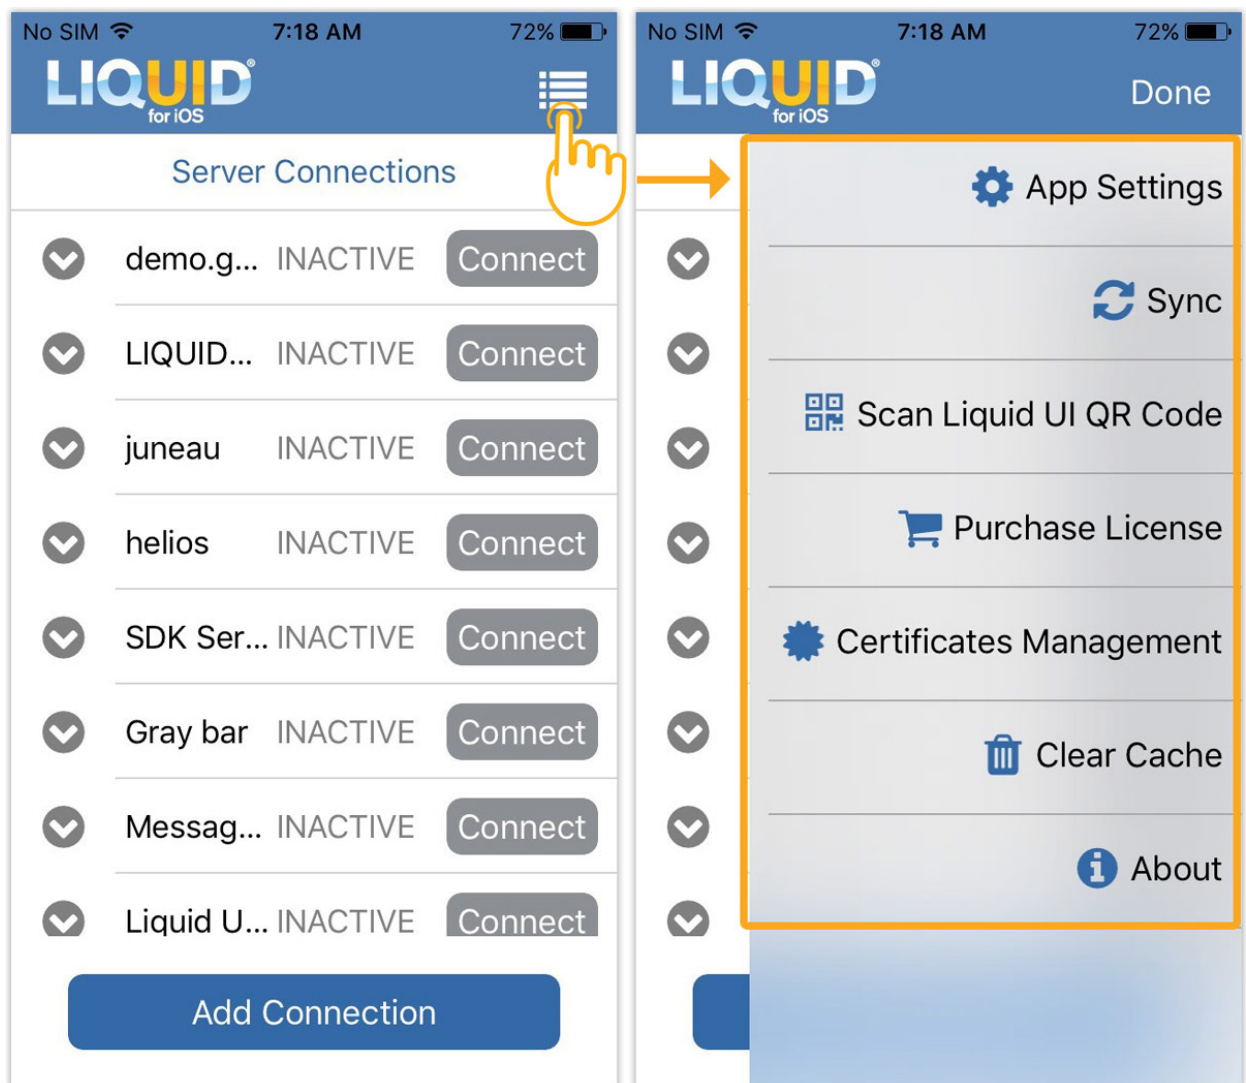 No SIM 7:18 AM 72%
LIQUID®
for iOS
Server Connections
demo.g... INACTIVE Connect
LIQUID... INACTIVE Connect
juneau INACTIVE Connect
helios INACTIVE Connect
SDK Ser... INACTIVE Connect
Gray bar INACTIVE Connect
Messag... INACTIVE Connect
Liquid U... INACTIVE Connect
Add Connection
No SIM 7:18 AM 72%
LIQUID®
for iOS
Done
App Settings
Sync
Scan Liquid UI QR Code
Purchase License
Certificates Management
Clear Cache
About